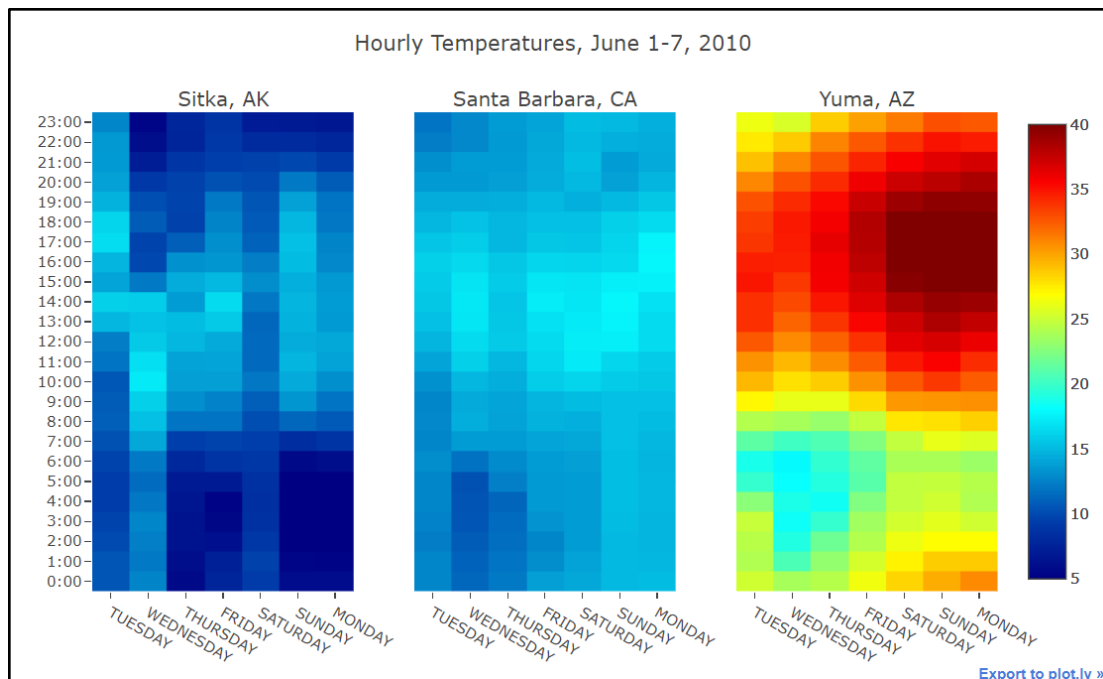 Hourly Temperatures, June 1-7, 2010
Sitka, AK
Santa Barbara, CA
Yuma, AZ
23:00
22:00
21:00
20:00
19:00
18:00
17:00
16:00
15:00
14:00
13:00
12:00
11:00
10:00
9:00
8:00
7:00
6:00
5:00
4:00
3:00
2:00
1:00
0:00
40
35
30
25
20
15
10
5
TUESDAY
WEDNESDAY
THURSDAY
FRIDAY
SATURDAY
SUNDAY
MONDAY
TUESDAY
WEDNESDAY
THURSDAY
FRIDAY
SATURDAY
SUNDAY
MONDAY
TUESDAY
WEDNESDAY
THURSDAY
FRIDAY
SATURDAY
SUNDAY
MONDAY
Export to plot.ly »